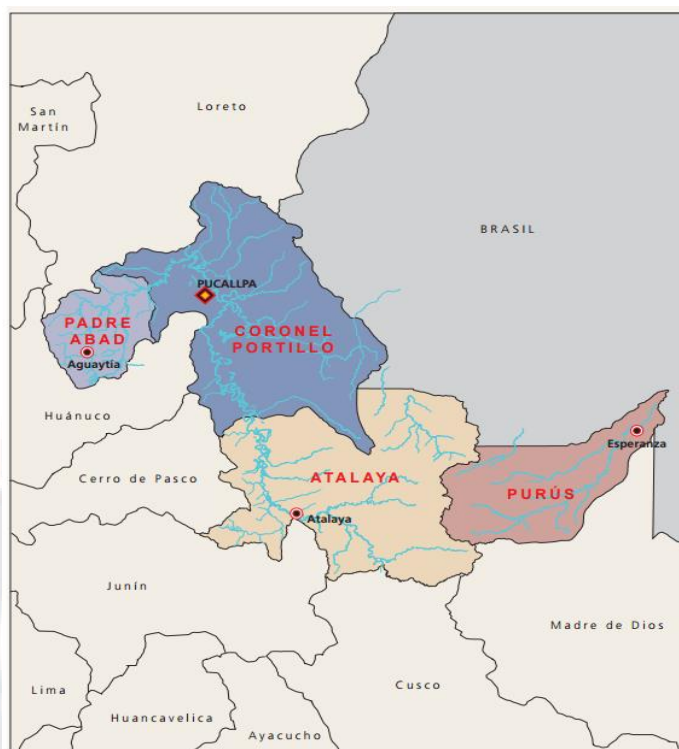 San
Martín
Loreto
BRASIL
PUCALLPA
PADRE
ABAD
Aguaytía
CORONEL
PORTILLO
Huánuco
Esperanza
Cerro de Pasco
ATALAYA
PURÚS
Atalaya
Junín
Madre de Dios
Lima
Cusco
Huancavelica
Ayacucho